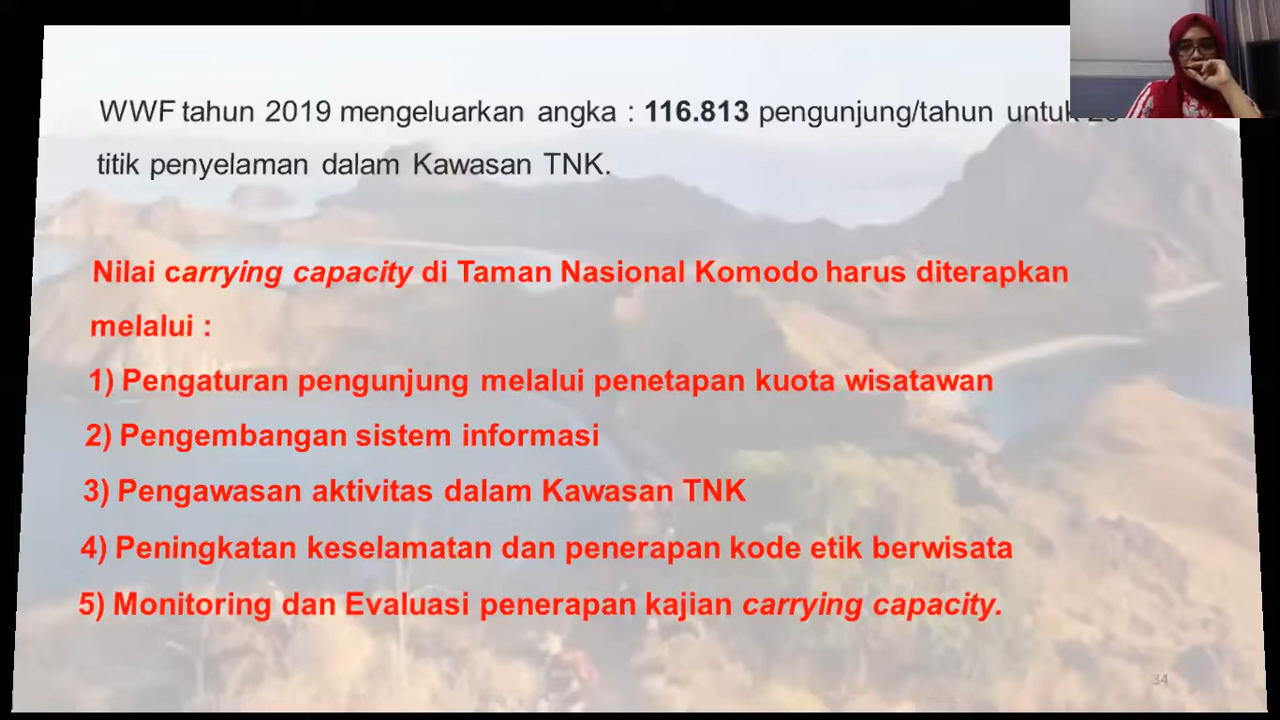 WWF tahun 2019 mengeluarkan angka : 116.813 pengunjung/tahun untuk
titik penyelaman dalam Kawasan TNK.
Nilai carrying capacity di Taman Nasional Komodo harus diterapkan
melalui :
1) Pengaturan pengunjung melalui penetapan kuota wisatawan
2) Pengembangan sistem informasi
3) Pengawasan aktivitas dalam Kawasan TNK
4) Peningkatan keselamatan dan penerapan kode etik berwisata
5) Monitoring dan Evaluasi penerapan kajian carrying capacity.
34